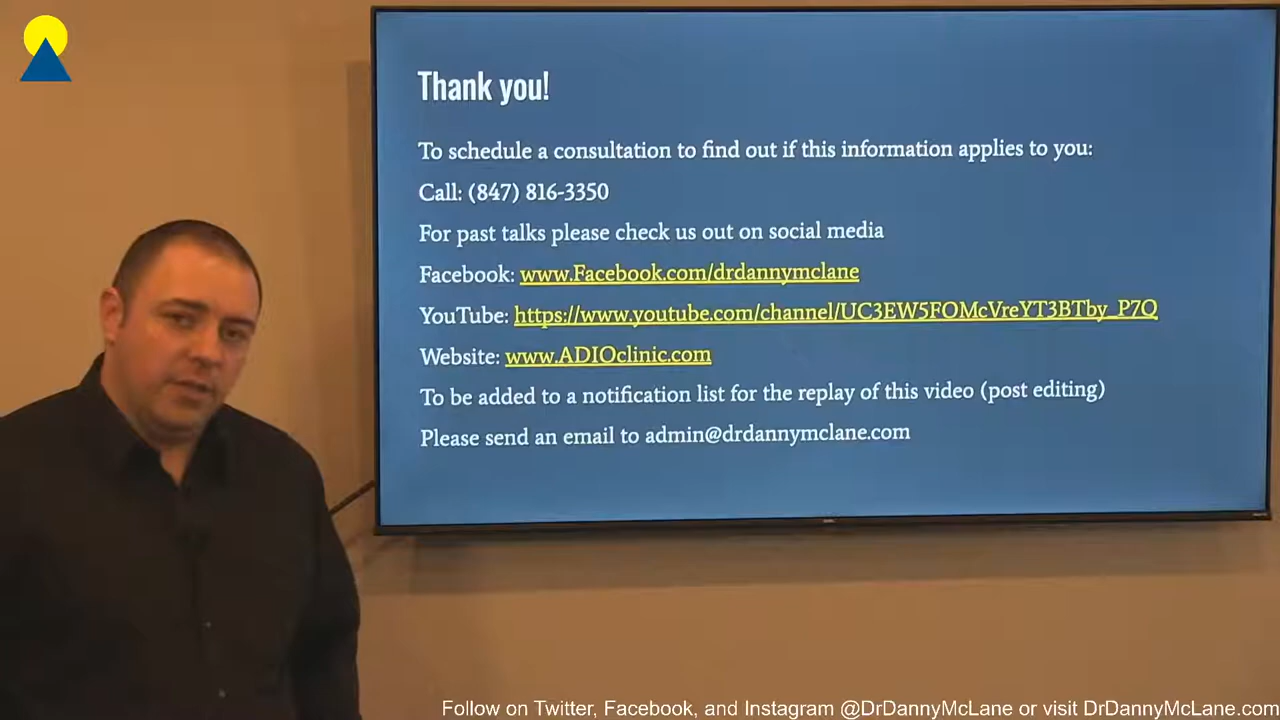 Thank you!
To schedule a consultation to find out if this information applies to you:
Call: (847) 816-3350
For past talks please check us out on social media
Facebook: www.Facebook.com/drdannymclane
YouTube: https://www.youtube.com/channel/UC3EW5FOMcVreYT3BTby_P7Q
Website: www.ADIOclinic.com
To be added to a notification list for the replay of this video (post editing)
Please send an email to admin@drdannymclane.com
Follow on Twitter, Facebook, and Instagram @DrDannyMcLane or visit DrDannyMcLane.com